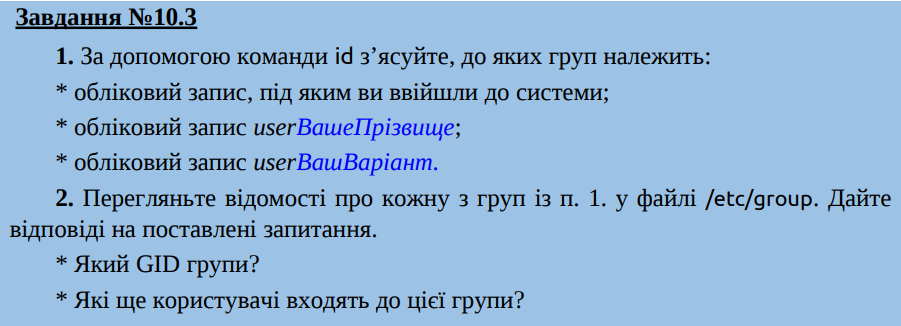 Завдання №10.3
1. За допомогою команди id з’ясуйте, до яких груп належить:
* обліковий запис, під яким ви ввійшли до системи;
* обліковий запис userВашеПрізвище;
* обліковий запис userВашВаріант.
2. Перегляньте відомості про кожну з груп із п. 1. у файлі /etc/group. Дайте
відповіді на поставлені запитання.
* Який GID групи?
* Які ще користувачі входять до цієї групи?